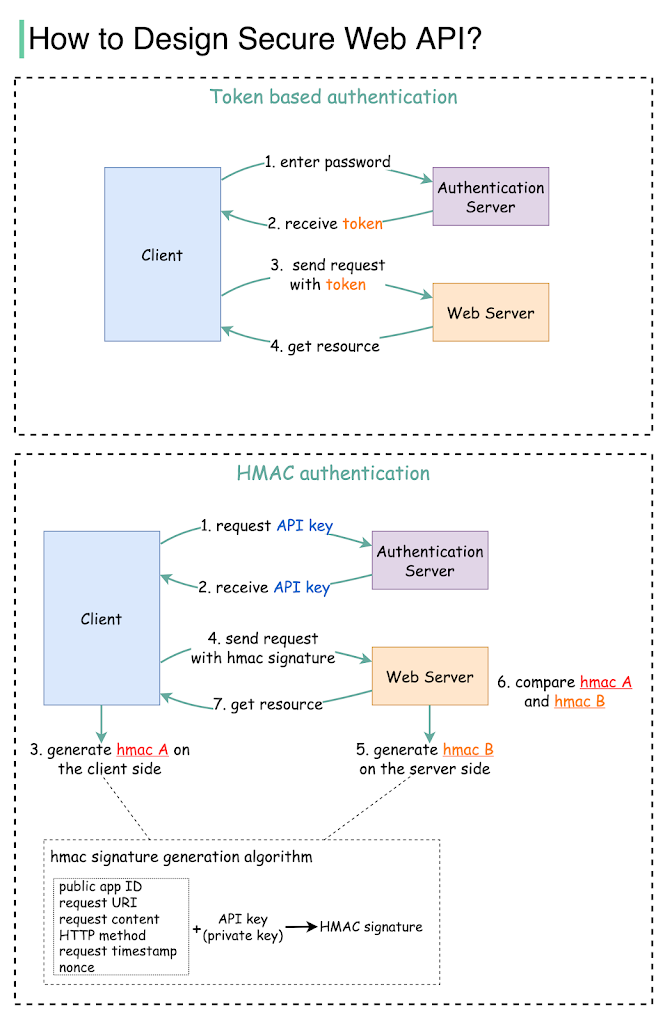 How to Design Secure Web API?
Token based authentication
1. enter password
Authentication
Server
2. receive token
Client
3. send request
with token
Web Server
4. get resource
HMAC authentication
1. request API key
Authentication
Server
2. receive API key
Client
4. send request
with hmac signature
Web Server
6. compare hmac A
and hmac B
7. get resource
3. generate hmac A on
the client side
5. generate hmac B
on the server side
hmac signature generation algorithm
public app ID
request URI
request content
HTTP method
request timestamp
nonce
+
API key
(private key)
HMAC signature